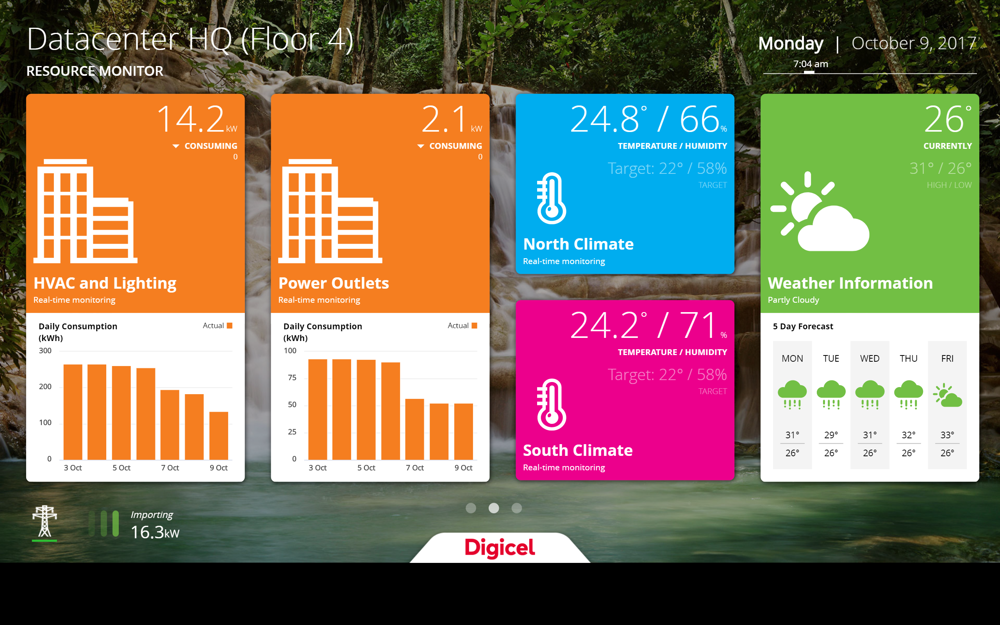 Datacenter HQ (Floor 4)
RESOURCE MONITOR
Monday | October 9, 2017
7:04 am
14.2 kW
CONSUMING
0
HVAC and Lighting
Real-time monitoring
Daily Consumption
(kWh)
Actual
300
200
100
0
3 Oct 5 Oct 7 Oct 9 Oct
2.1 kW
CONSUMING
0
Power Outlets
Real-time monitoring
Daily Consumption
(kWh)
Actual
100
75
50
25
0
3 Oct 5 Oct 7 Oct 9 Oct
24.8° / 66 %
TEMPERATURE / HUMIDITY
Target: 22° / 58%
TARGET
North Climate
Real-time monitoring
24.2° / 71 %
TEMPERATURE / HUMIDITY
Target: 22° / 58%
TARGET
South Climate
Real-time monitoring
26°
CURRENTLY
31° / 26°
HIGH / LOW
Weather Information
Partly Cloudy
5 Day Forecast
MON TUE WED THU FRI
31° 29° 31° 32° 33°
26° 26° 26° 26° 26°
Importing
16.3kW
Digicel